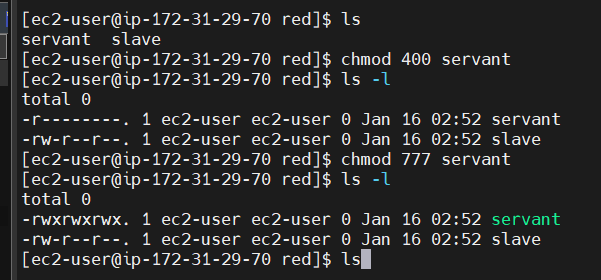 [ec2-user@ip-172-31-29-70 red]$ ls
servant  slave
[ec2-user@ip-172-31-29-70 red]$ chmod 400 servant
[ec2-user@ip-172-31-29-70 red]$ ls -l
total 0
-r--------. 1 ec2-user ec2-user 0 Jan 16 02:52 servant
-rw-r--r--. 1 ec2-user ec2-user 0 Jan 16 02:52 slave
[ec2-user@ip-172-31-29-70 red]$ chmod 777 servant
[ec2-user@ip-172-31-29-70 red]$ ls -l
total 0
-rwxrwxrwx. 1 ec2-user ec2-user 0 Jan 16 02:52 servant
-rw-r--r--. 1 ec2-user ec2-user 0 Jan 16 02:52 slave
[ec2-user@ip-172-31-29-70 red]$ ls